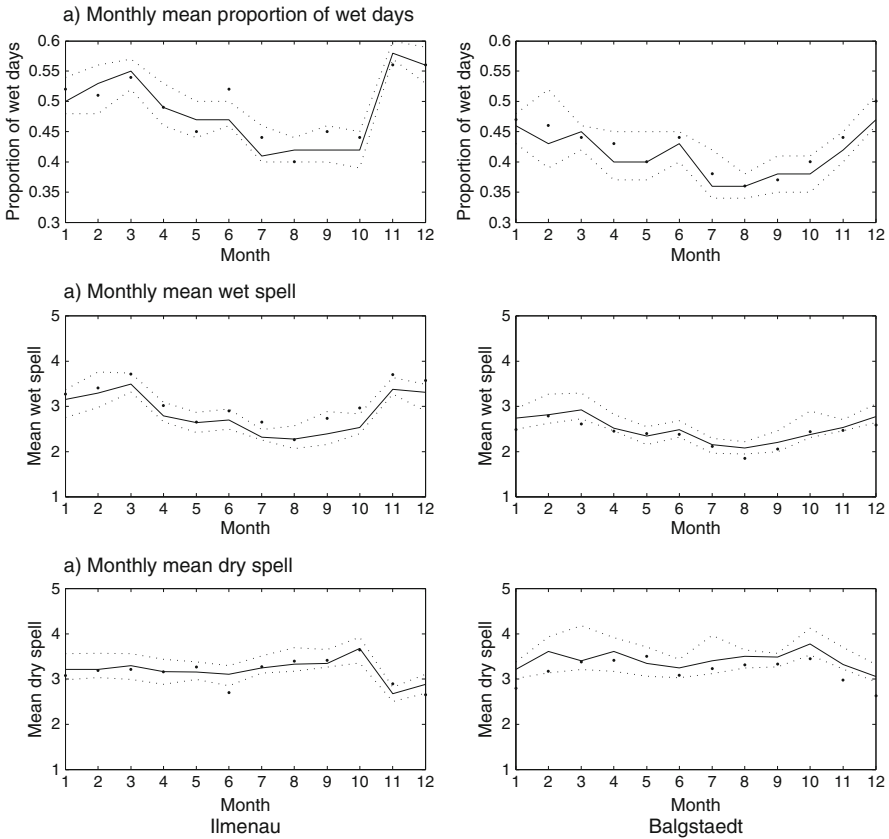 a) Monthly mean proportion of wet days
0.6
0.55
0.5
0.45
0.4
0.35
0.3
Proportion of wet days
1 2 3 4 5 6 7 8 9 10 11 12
Month
0.6
0.55
0.5
0.45
0.4
0.35
0.3
Proportion of wet days
1 2 3 4 5 6 7 8 9 10 11 12
Month
a) Monthly mean wet spell
5
4
3
2
1
Mean wet spell
1 2 3 4 5 6 7 8 9 10 11 12
Month
5
4
3
2
1
Mean wet spell
1 2 3 4 5 6 7 8 9 10 11 12
Month
a) Monthly mean dry spell
5
4
3
2
1
Mean dry spell
1 2 3 4 5 6 7 8 9 10 11 12
Month
Ilmenau
5
4
3
2
1
Mean dry spell
1 2 3 4 5 6 7 8 9 10 11 12
Month
Balgstaedt